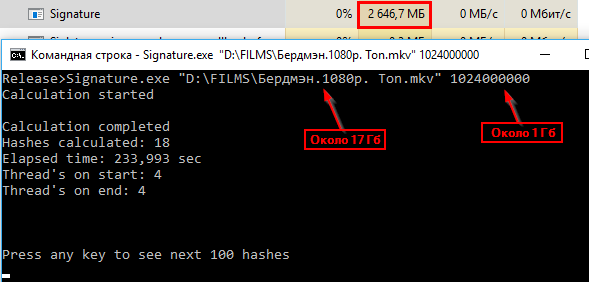 Signature 0% 2 646,7 МБ 0 МБ/с 0 Мбит/с
Командная строка - Signature.exe "D:\FILMS\Бердмэн.1080p. Ton.mkv" 1024000000
Release>Signature.exe "D:\FILMS\Бердмэн.1080p. Ton.mkv" 1024000000
Calculation started
Calculation completed
Около 17 Гб
Около 1 Гб
Hashes calculated: 18
Elapsed time: 233,993 sec
Thread's on start: 4
Thread's on end: 4
Press any key to see next 100 hashes